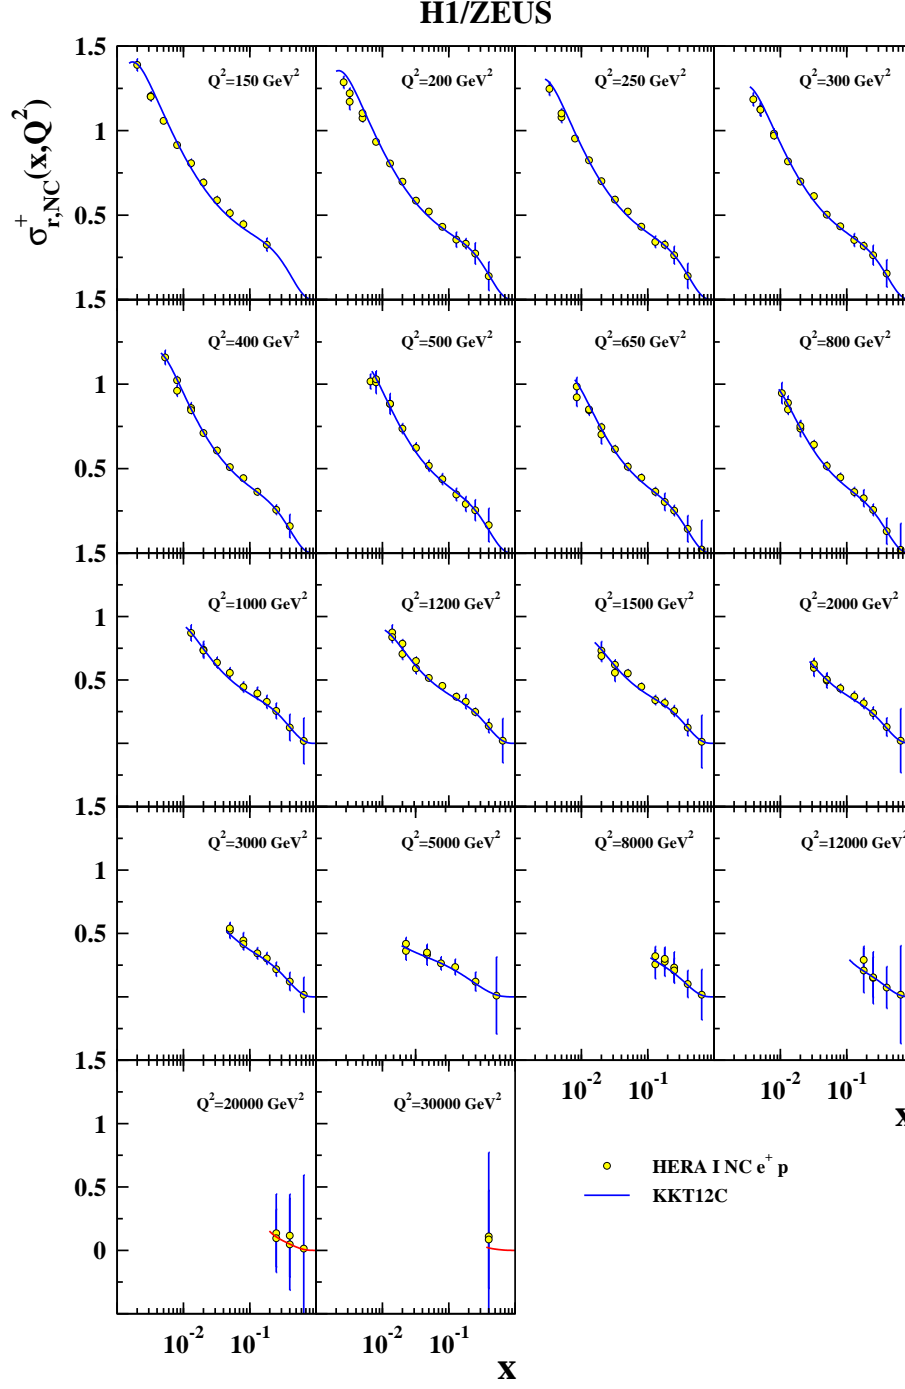 H1/ZEUS
σ⁺r,NC(x,Q²)
1.5
1
0.5
Q²=150 GeV²
Q²=200 GeV²
Q²=250 GeV²
Q²=300 GeV²
1.5
1
0.5
Q²=400 GeV²
Q²=500 GeV²
Q²=650 GeV²
Q²=800 GeV²
1.5
1
0.5
Q²=1000 GeV²
Q²=1200 GeV²
Q²=1500 GeV²
Q²=2000 GeV²
1.5
1
0.5
Q²=3000 GeV²
Q²=5000 GeV²
Q²=8000 GeV²
Q²=12000 GeV²
10⁻² 10⁻¹ 10⁻² 10⁻¹
x
1.5
1
0.5
0
Q²=20000 GeV²
Q²=30000 GeV²
HERA I NC e⁺ p
KKT12C
10⁻² 10⁻¹ 10⁻² 10⁻¹
x